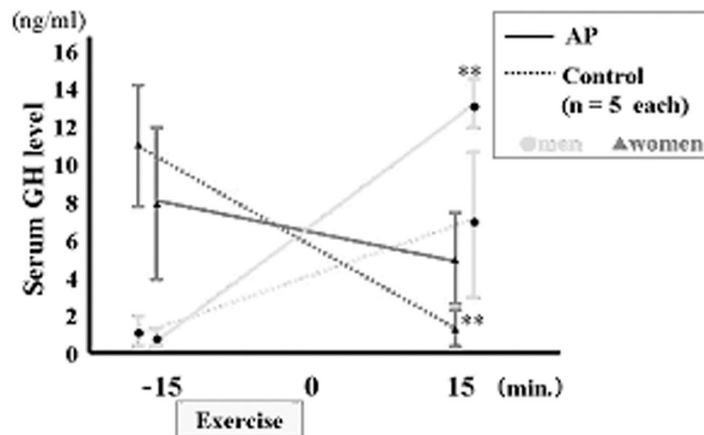 (ng/ml)
16
14
12
10
8
6
4
2
0
Serum GH level
-15 0 15 (min.)
Exercise
AP
Control
(n = 5 each)
men women
**
**